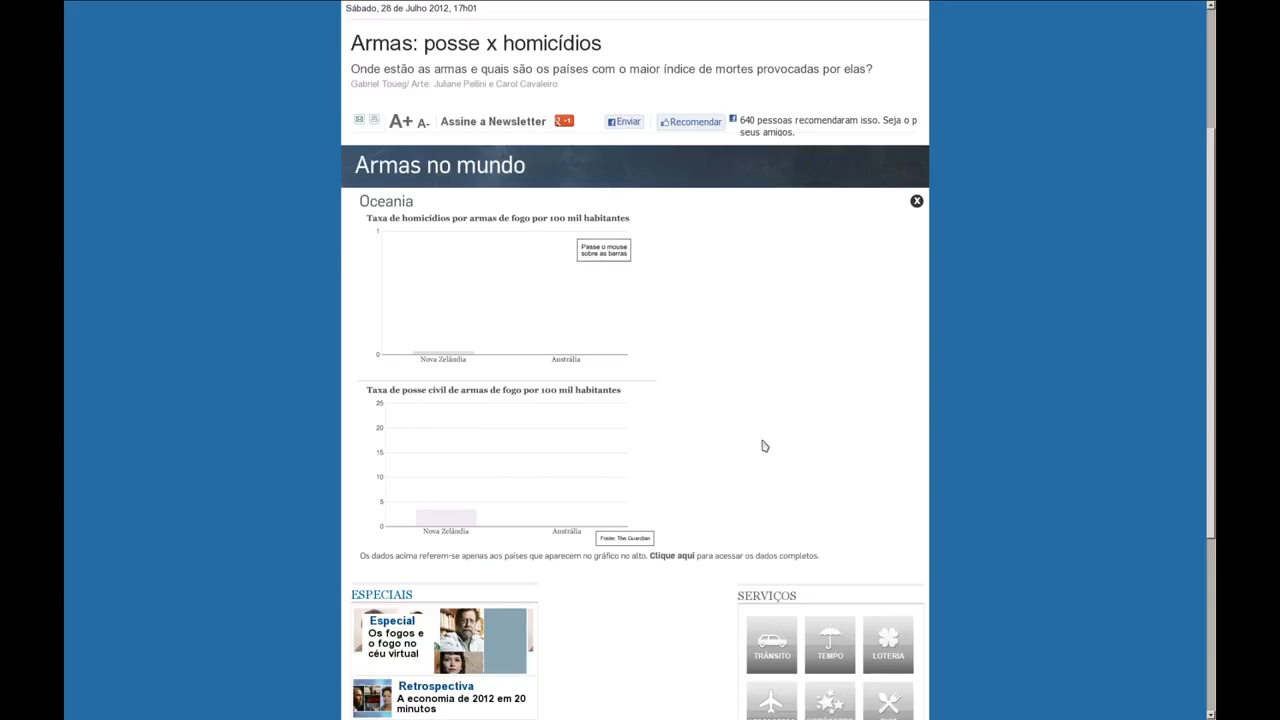 Sábado, 28 de Julho 2012, 17h01
Armas: posse x homicídios
Onde estão as armas e quais são os países com o maior índice de mortes provocadas por elas?
Gabriel Toueg/ Arte: Juliane Pellini e Carol Cavaleiro
A+ A- Assine a Newsletter +1 Enviar Recomendar 640 pessoas recomendaram isso. Seja o p
seus amigos.
Armas no mundo
Oceania
X
Taxa de homicídios por armas de fogo por 100 mil habitantes
1
Passe o mouse
sobre as barras
0
Nova Zelândia Austrália
Taxa de posse civil de armas de fogo por 100 mil habitantes
25
20
15
10
5
0
Nova Zelândia Austrália
Fonte: The Guardian
Os dados acima referem-se apenas aos países que aparecem no gráfico no alto. Clique aqui para acessar os dados completos.
ESPECIAIS
Especial
Os fogos e
o fogo no
céu virtual
Retrospectiva
A economia de 2012 em 20
minutos
SERVIÇOS
TRÂNSITO TEMPO LOTERIA